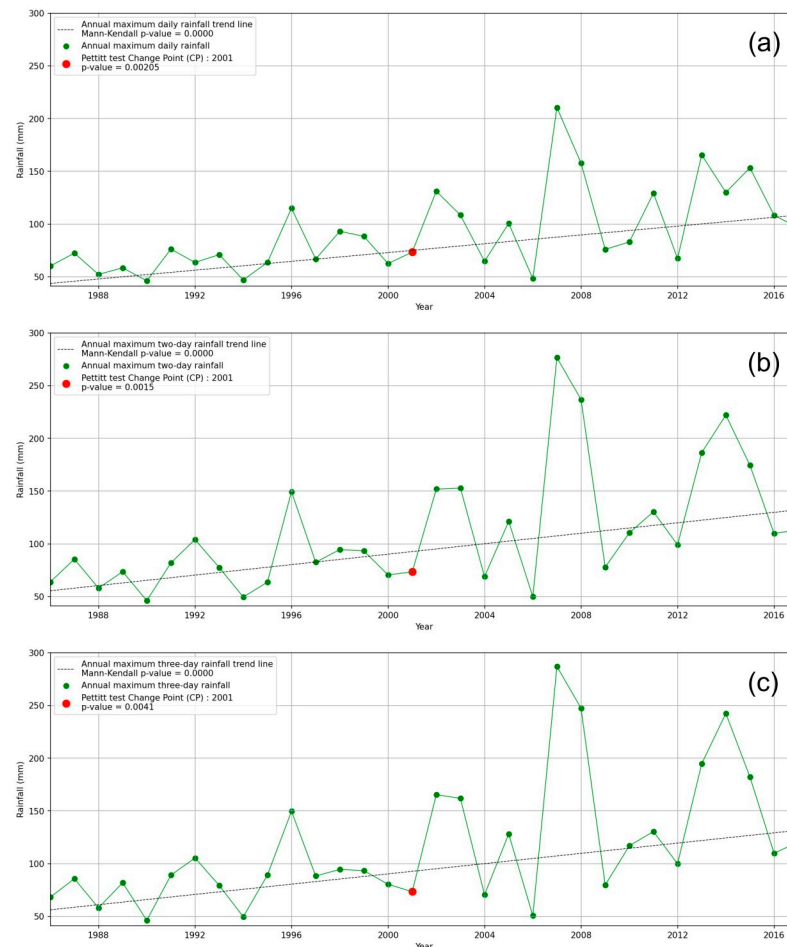 300
250
200
150
100
50
Rainfall (mm)
Annual maximum daily rainfall trend line
Mann-Kendall p-value = 0.0000
Annual maximum daily rainfall
Pettitt test Change Point (CP) : 2001
p-value = 0.00205
(a)
1988 1992 1996 2000 2004 2008 2012 2016
Year
300
250
200
150
100
50
Rainfall (mm)
Annual maximum two-day rainfall trend line
Mann-Kendall p-value = 0.0000
Annual maximum two-day rainfall
Pettitt test Change Point (CP) : 2001
p-value = 0.0015
(b)
1988 1992 1996 2000 2004 2008 2012 2016
Year
300
250
200
150
100
50
Rainfall (mm)
Annual maximum three-day rainfall trend line
Mann-Kendall p-value = 0.0000
Annual maximum three-day rainfall
Pettitt test Change Point (CP) : 2001
p-value = 0.0041
(c)
1988 1992 1996 2000 2004 2008 2012 2016
Year